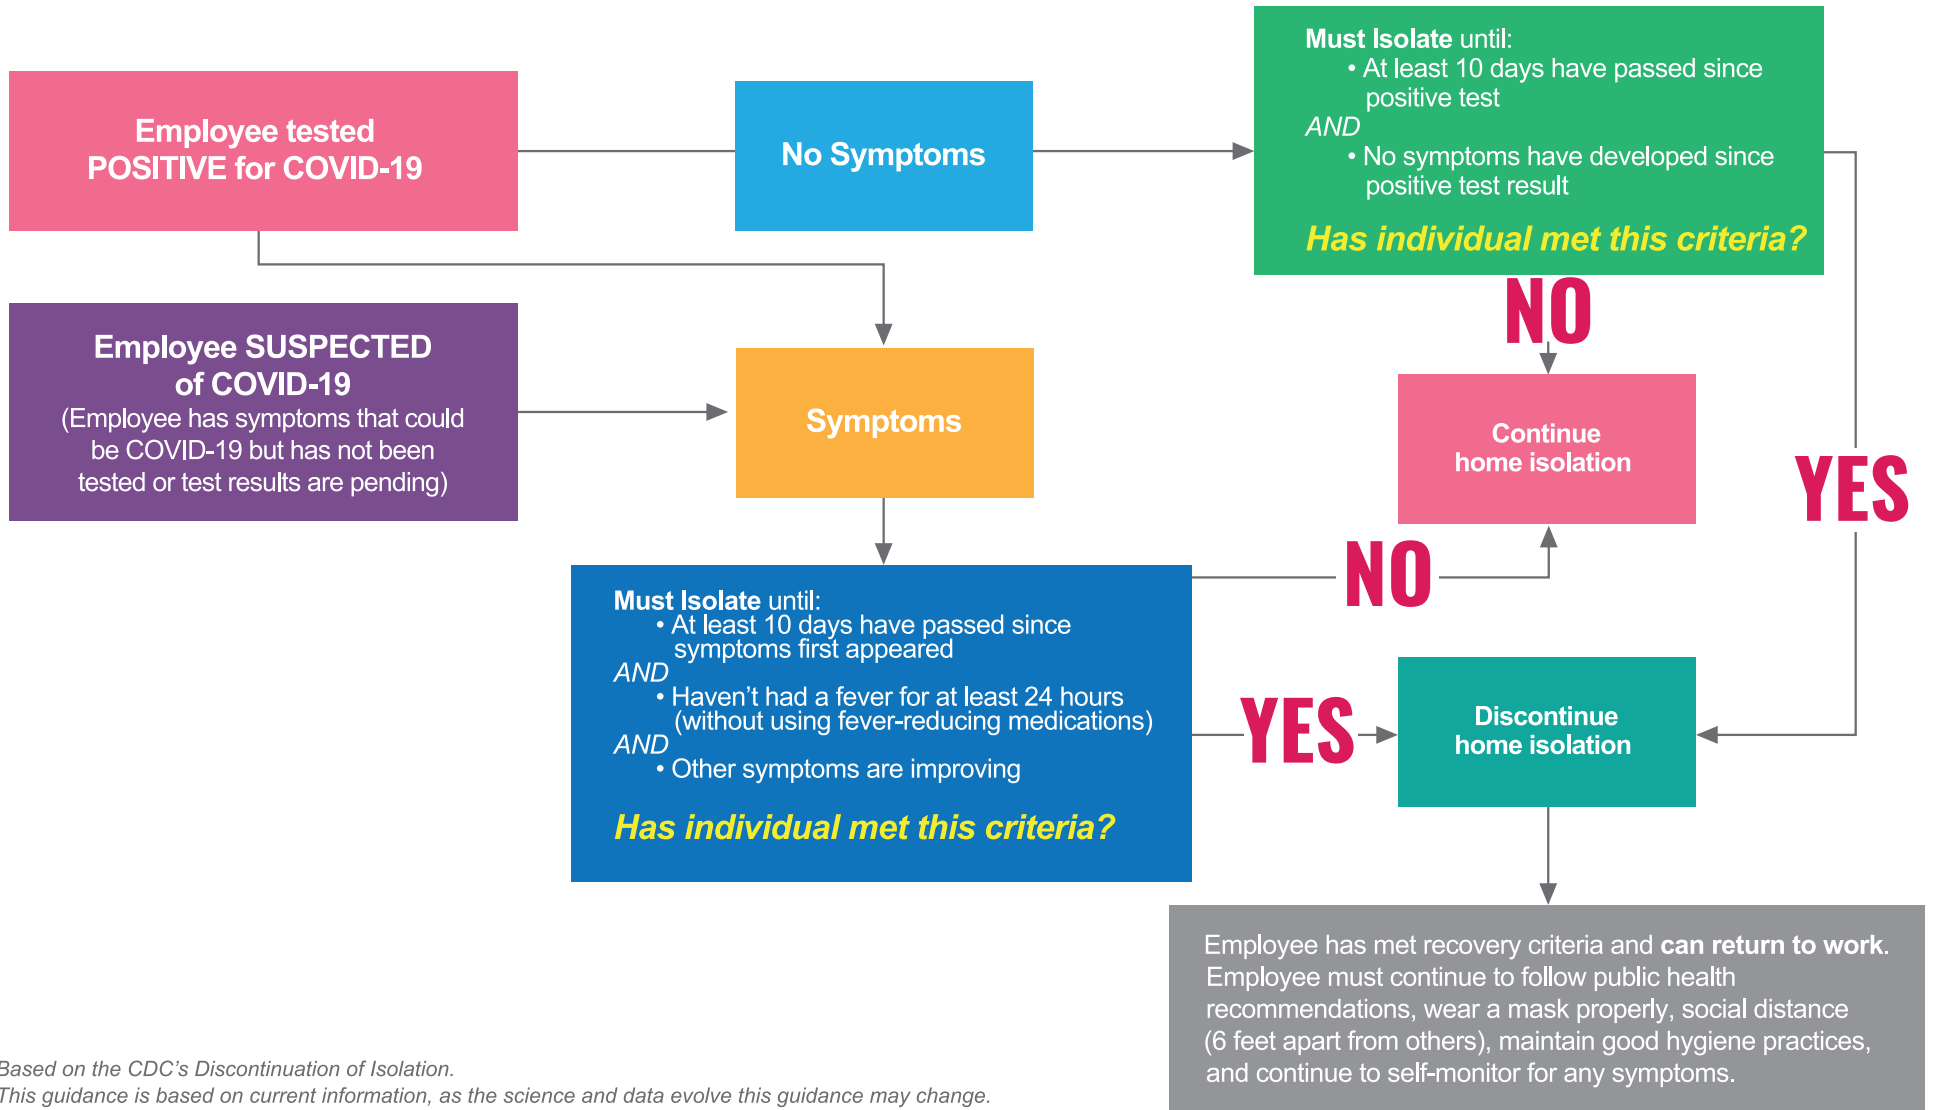 Employee tested
POSITIVE for COVID-19
No Symptoms
Must Isolate until:
• At least 10 days have passed since
positive test
AND
• No symptoms have developed since
positive test result
Has individual met this criteria?
NO
Employee SUSPECTED
of COVID-19
(Employee has symptoms that could
be COVID-19 but has not been
tested or test results are pending)
Symptoms
Continue
home isolation
YES
Must Isolate until:
• At least 10 days have passed since
symptoms first appeared
AND
• Haven't had a fever for at least 24 hours
(without using fever-reducing medications)
AND
• Other symptoms are improving
Has individual met this criteria?
NO
YES
Discontinue
home isolation
Employee has met recovery criteria and can return to work.
Employee must continue to follow public health
recommendations, wear a mask properly, social distance
(6 feet apart from others), maintain good hygiene practices,
and continue to self-monitor for any symptoms.
Based on the CDC's Discontinuation of Isolation.
This guidance is based on current information, as the science and data evolve this guidance may change.